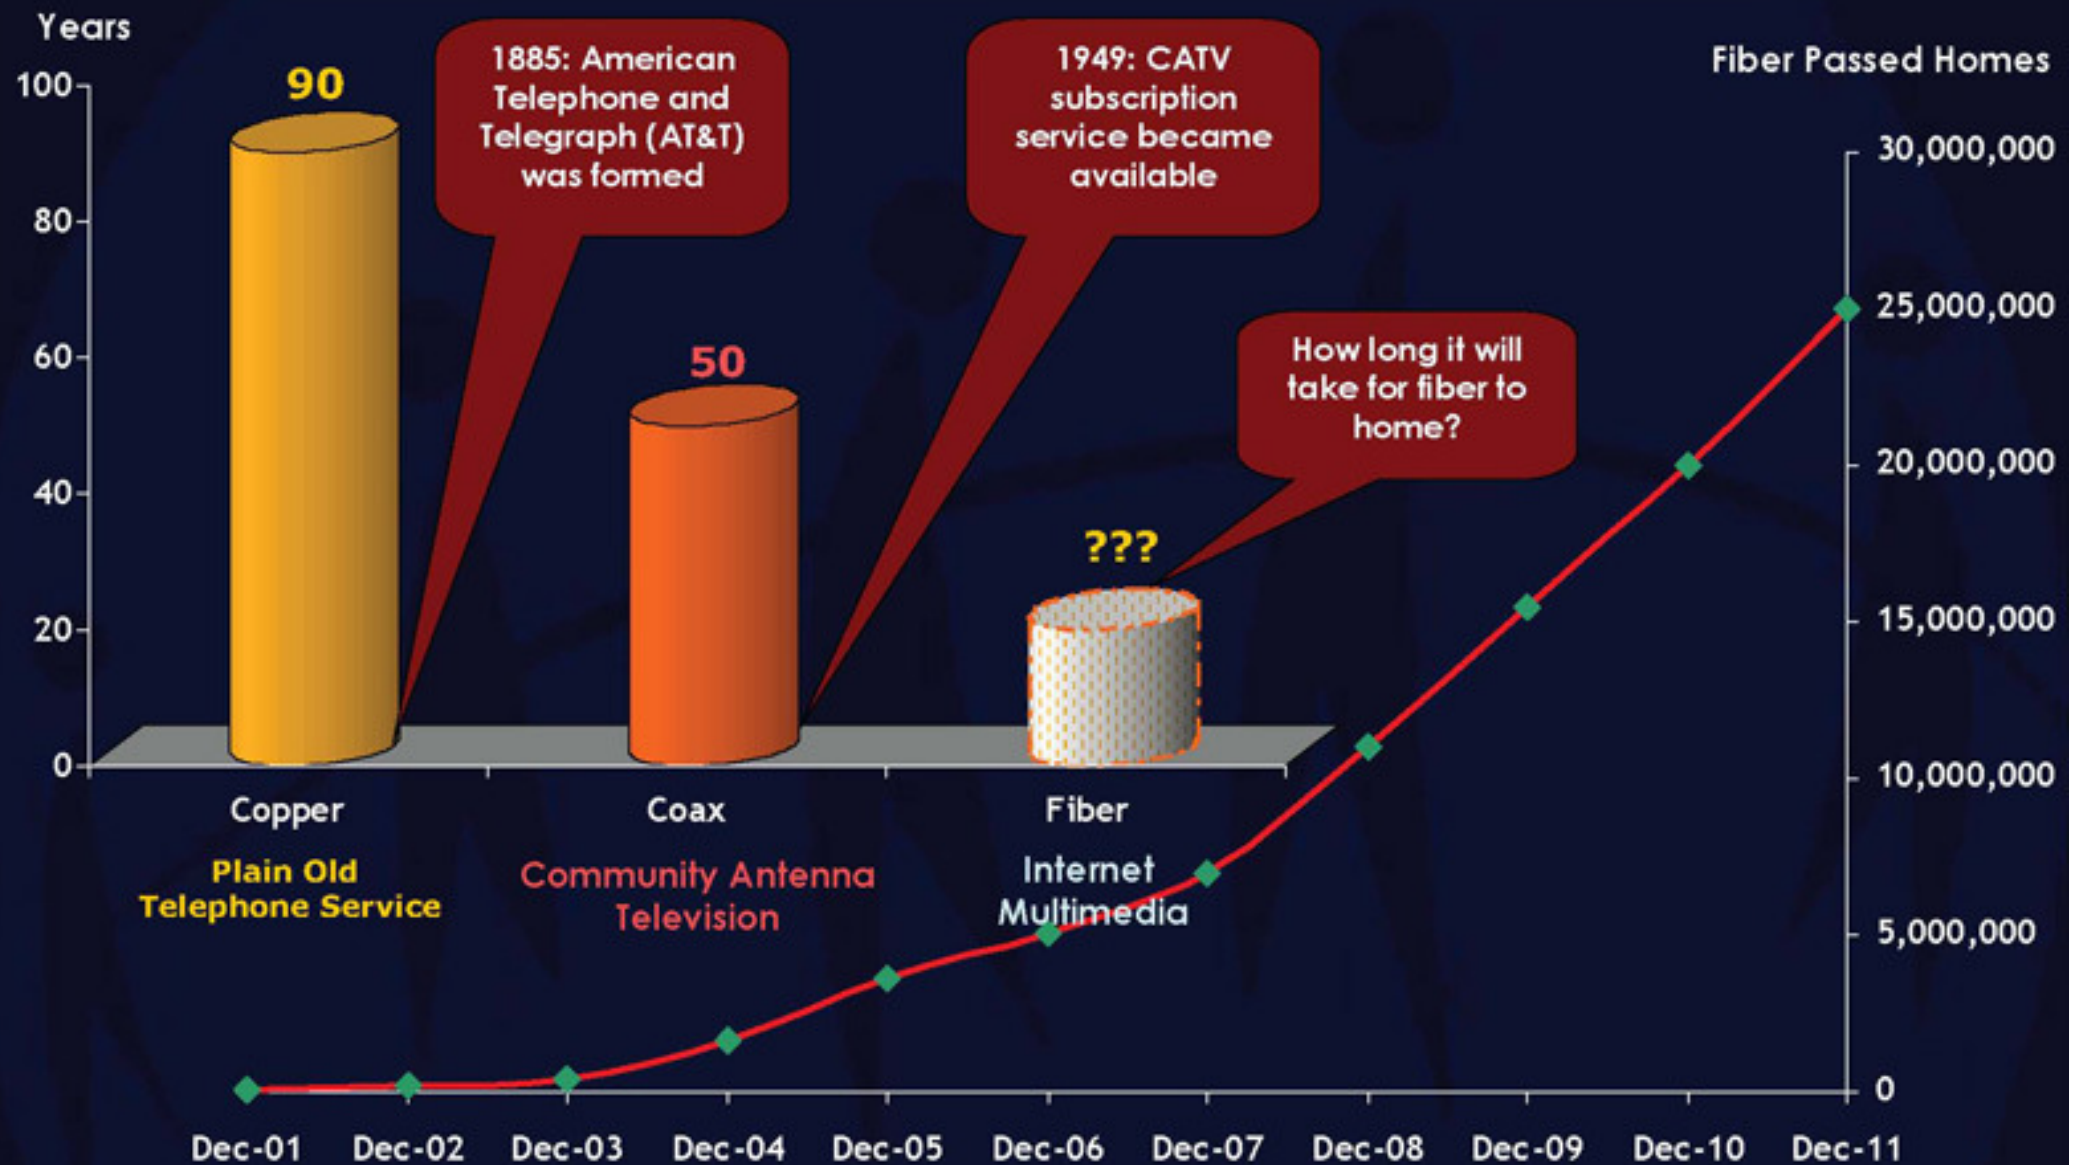 Years
100
80
60
40
20
0
90
50
???
1885: American
Telephone and
Telegraph (AT&T)
was formed
1949: CATV
subscription
service became
available
How long it will
take for fiber to
home?
Fiber Passed Homes
30,000,000
25,000,000
20,000,000
15,000,000
10,000,000
5,000,000
0
Copper
Plain Old
Telephone Service
Coax
Community Antenna
Television
Fiber
Internet
Multimedia
Dec-01 Dec-02 Dec-03 Dec-04 Dec-05 Dec-06 Dec-07 Dec-08 Dec-09 Dec-10 Dec-11